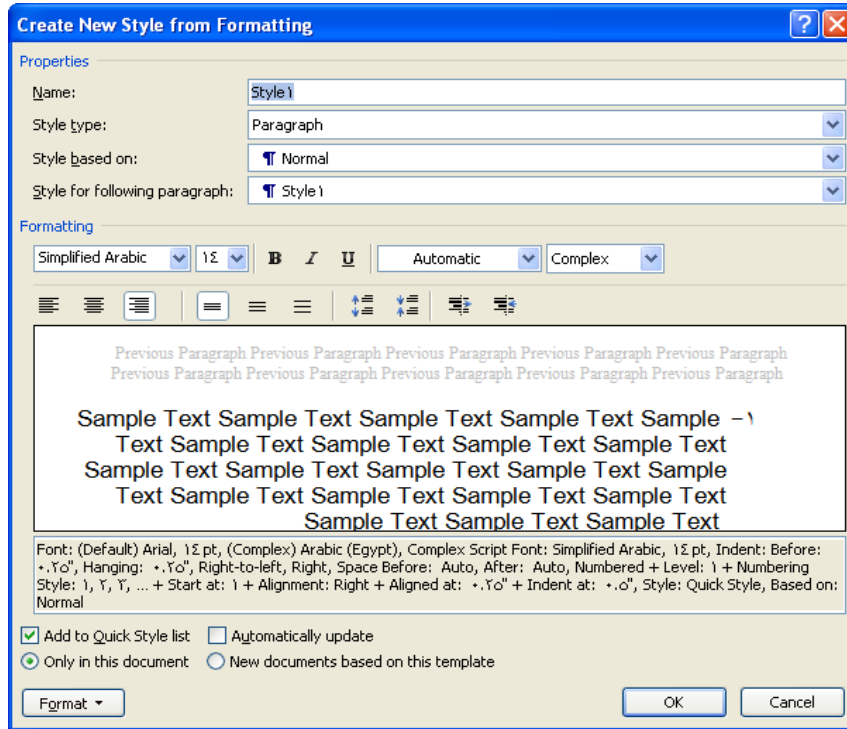 Create New Style from Formatting
Properties
Name: Style١
Style type: Paragraph
Style based on: ¶ Normal
Style for following paragraph: ¶ Style١
Formatting
Simplified Arabic ١٤ B I U Automatic Complex
Previous Paragraph Previous Paragraph Previous Paragraph Previous Paragraph Previous Paragraph
Previous Paragraph Previous Paragraph Previous Paragraph Previous Paragraph Previous Paragraph
Sample Text Sample Text Sample Text Sample Text Sample –١
Text Sample Text Sample Text Sample Text Sample Text
Sample Text Sample Text Sample Text Sample Text Sample
Text Sample Text Sample Text Sample Text Sample Text
Sample Text Sample Text Sample Text
Font: (Default) Arial, ١٤ pt, (Complex) Arabic (Egypt), Complex Script Font: Simplified Arabic, ١٤ pt, Indent: Before:
٠.٢٥", Hanging: ٠.٢٥", Right-to-left, Right, Space Before: Auto, After: Auto, Numbered + Level: ١ + Numbering
Style: ١, ٢, ٣, ... + Start at: ١ + Alignment: Right + Aligned at: ٠.٢٥" + Indent at: ٠.٥", Style: Quick Style, Based on:
Normal
Add to Quick Style list Automatically update
Only in this document New documents based on this template
Format OK Cancel